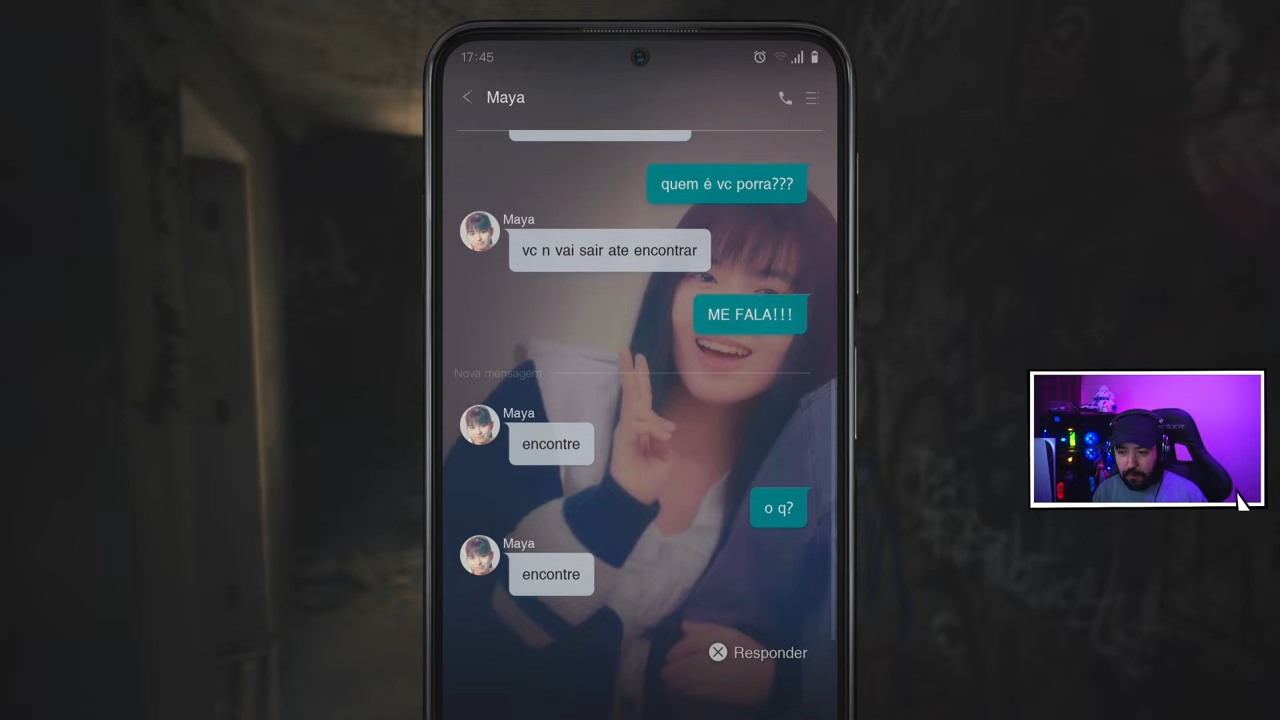 17:45
Maya
quem é vc porra???
Maya
vc n vai sair ate encontrar
ME FALA!!!
Nova mensagem
Maya
encontre
o q?
Maya
encontre
Responder